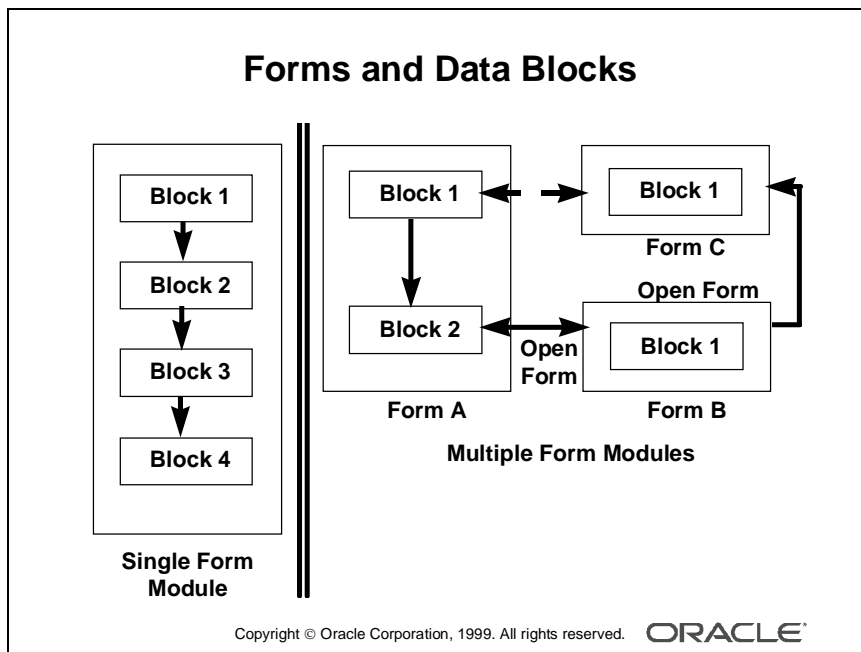 Forms and Data Blocks
Block 1
Block 2
Block 3
Block 4
Single Form
Module
Block 1
Block 2
Form A
Block 1
Form C
Open Form
Block 1
Open
Form
Form B
Multiple Form Modules
Copyright © Oracle Corporation, 1999. All rights reserved.
ORACLE®